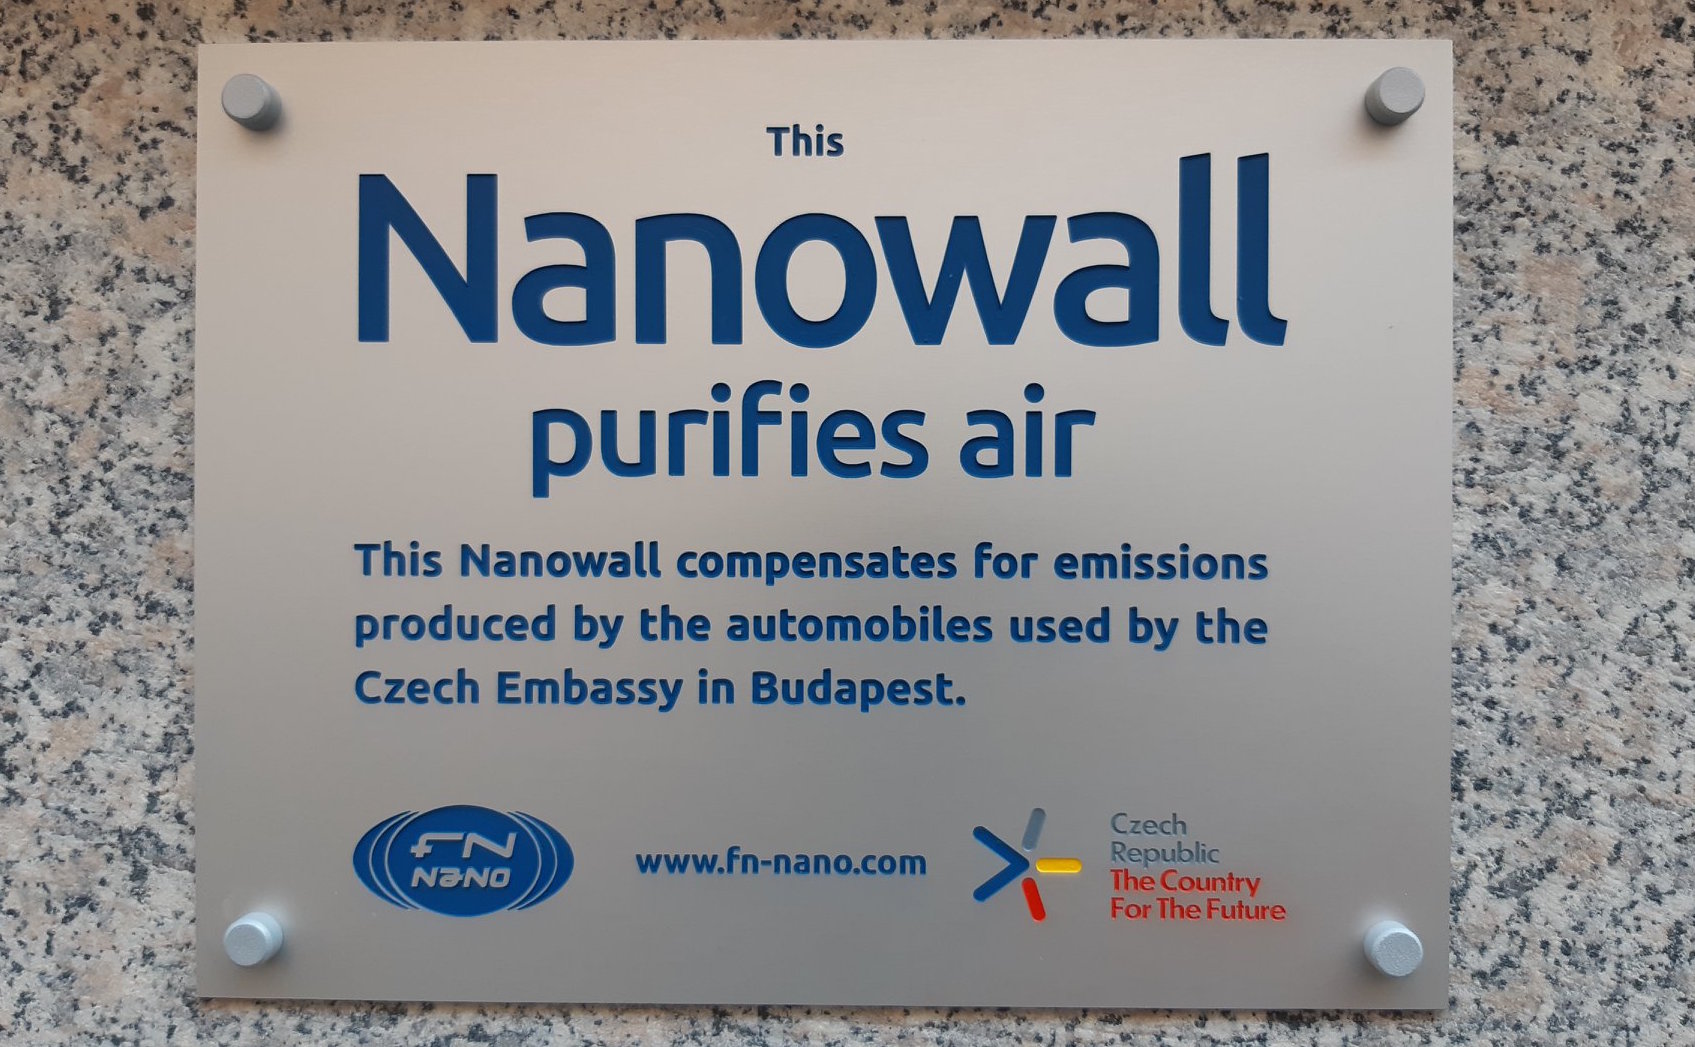 This
Nanowall
purifies air
This Nanowall compensates for emissions
produced by the automobiles used by the
Czech Embassy in Budapest.
FN
NANO
www.fn-nano.com
Czech
Republic
The Country
For The Future